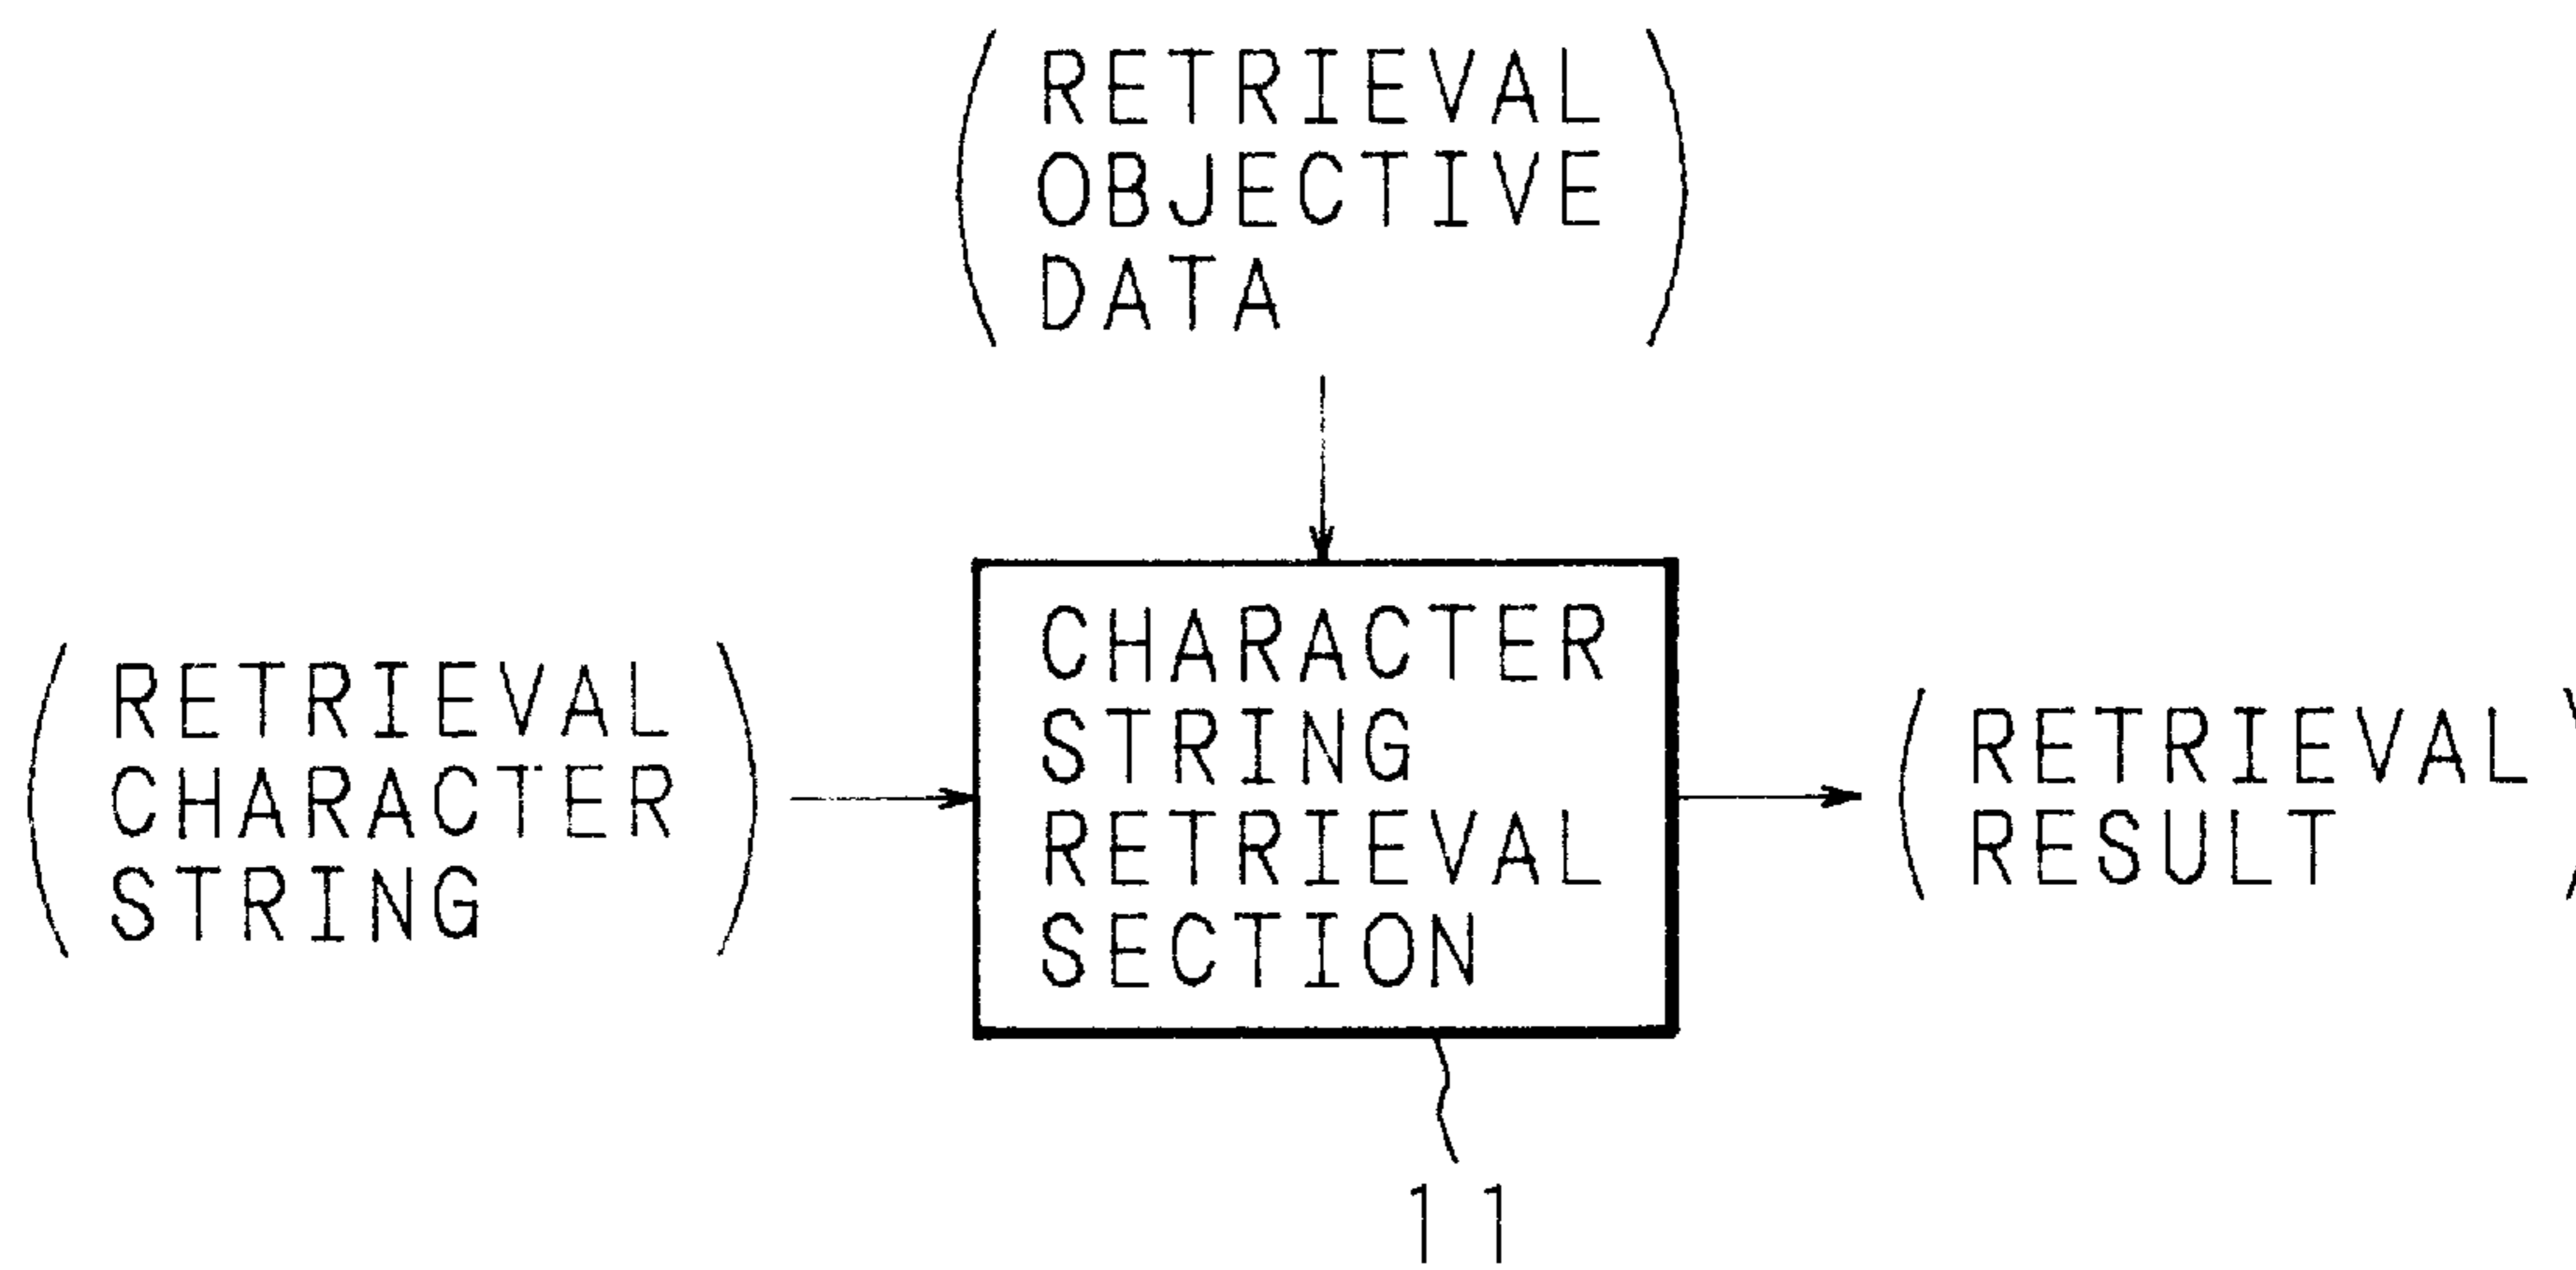 RETRIEVAL
OBJECTIVE
DATA
RETRIEVAL
CHARACTER
STRING
CHARACTER
STRING
RETRIEVAL
SECTION
RETRIEVAL
RESULT
11